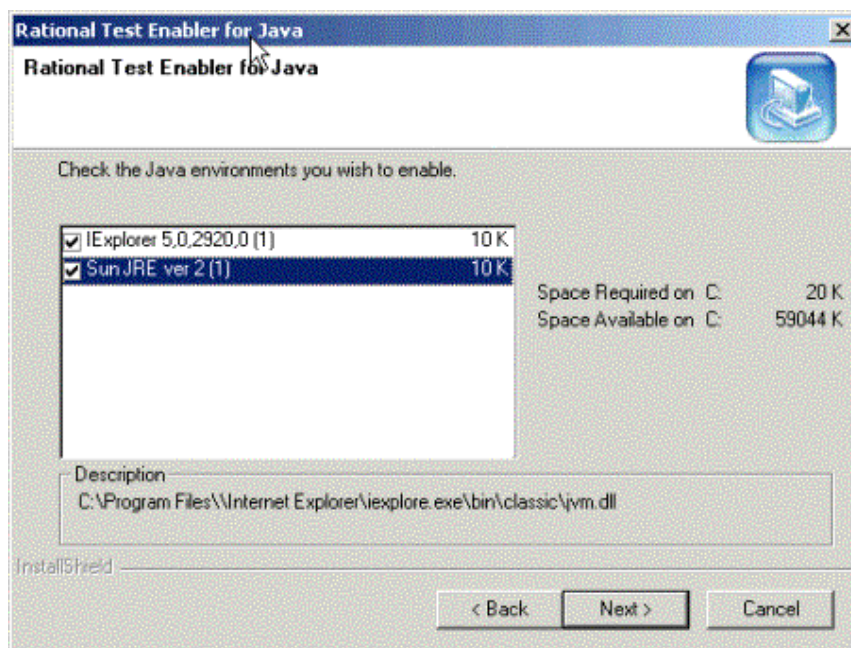 Rational Test Enabler for Java
Rational Test Enabler for Java
Check the Java environments you wish to enable.
IExplorer 5,0,2920,0 (1) 10 K
Sun JRE ver 2 (1) 10 K
Space Required on C: 20 K
Space Available on C: 59044 K
Description
C:\Program Files\\Internet Explorer\iexplore.exe\bin\classic\jvm.dll
InstallShield
< Back Next > Cancel